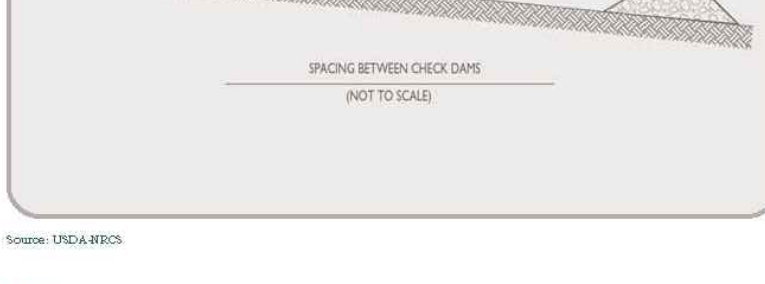 SPACING BETWEEN CHECK DAMS
(NOT TO SCALE)
Source: USDA-NRCS